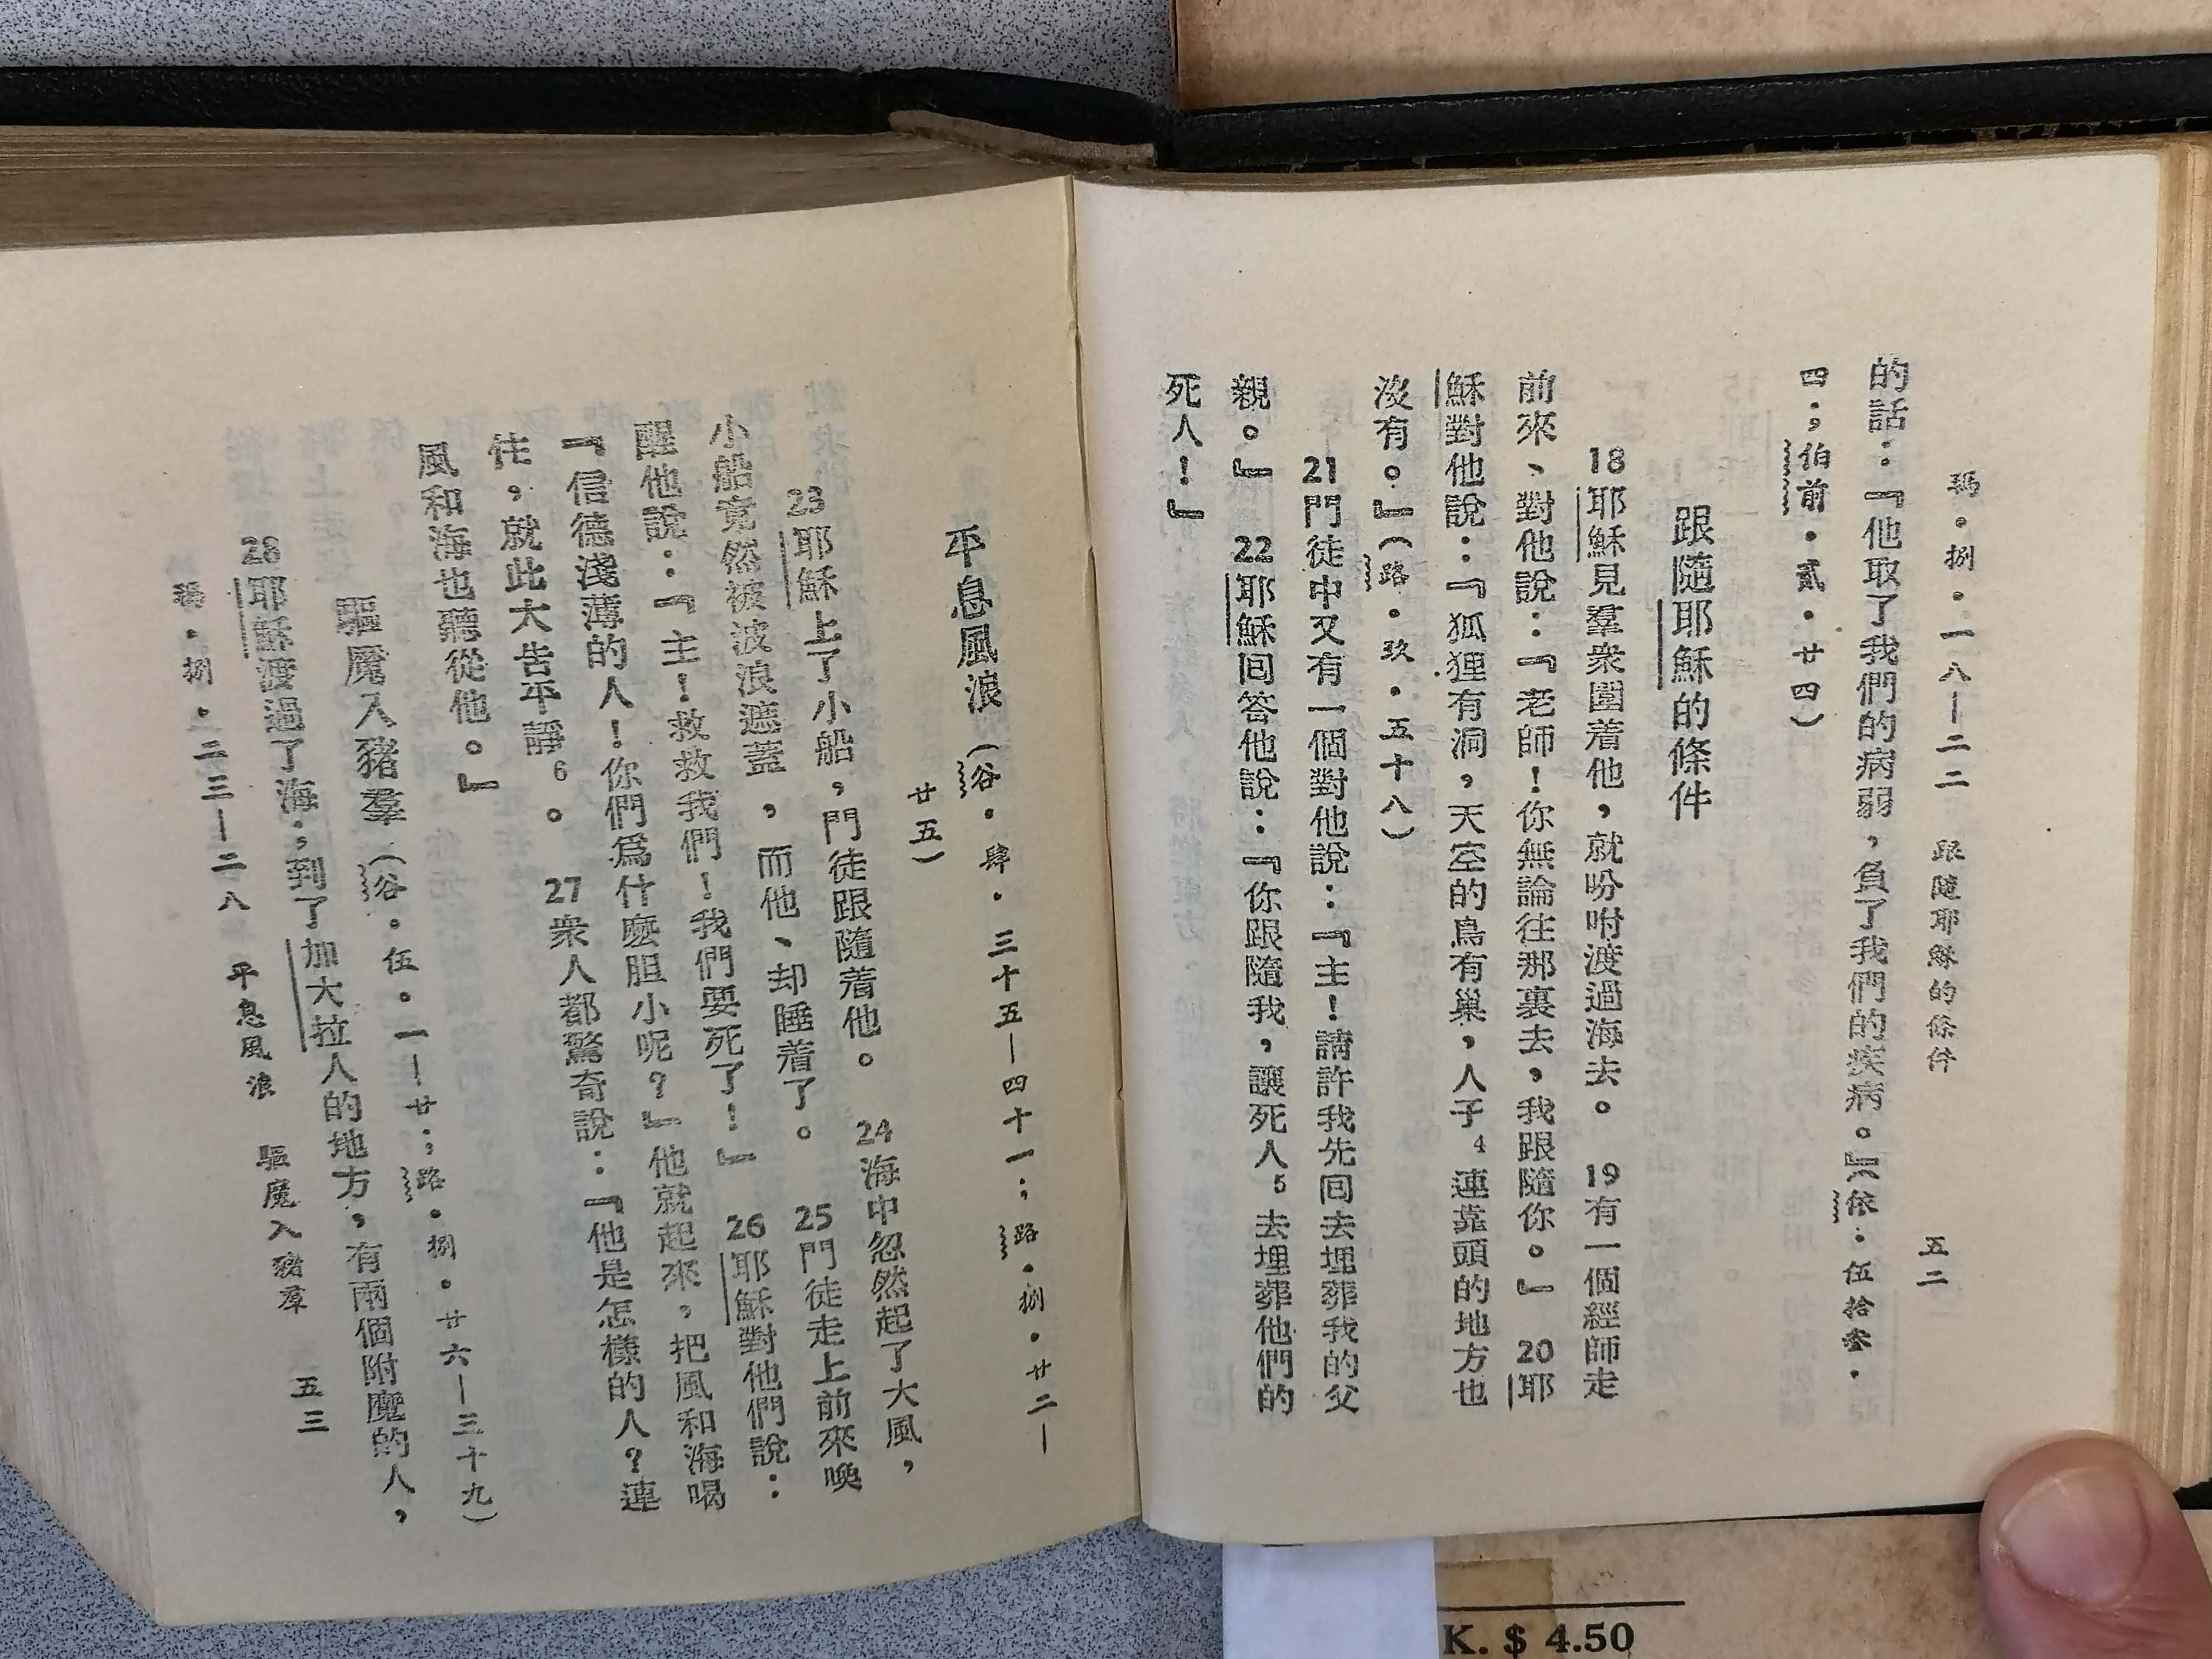 瑪・捌・一八—二二　跟隨耶穌的條件　五二
的話：『他取了我們的病弱，負了我們的疾病。』（依：伍拾叁・
四；伯前・貳・廿四）
跟隨耶穌的條件
18耶穌見羣衆圍着他，就吩咐渡過海去。　19有一個經師走
前來、對他說：『老師！你無論往那裏去，我跟隨你。』　20耶
穌對他說：『狐狸有洞，天空的鳥有巢，人子4連靠頭的地方也
沒有。』（路・玖・五十八）
21門徒中又有一個對他說：『主！請許我先囘去埋葬我的父
親。』　22耶穌囘答他說：『你跟隨我，讓死人5去埋葬他們的
死人！』
平息風浪（谷・肆・三十五—四十一；路・捌・廿二—
廿五）
23耶穌上了小船，門徒跟隨着他。　24海中忽然起了大風，
小船竟然被波浪遮蓋，而他、却睡着了。　25門徒走上前來喚
醒他說：『主！救救我們！我們要死了！』　26耶穌對他們說：
『信德淺薄的人！你們爲什麼胆小呢？』他就起來，把風和海喝
住，就此大告平靜6。　27衆人都驚奇說：『他是怎樣的人？連
風和海也聽從他。』
驅魔入豬羣（谷・伍・一—廿；路・捌・廿六—三十九）
28耶穌渡過了海，到了加大拉人的地方，有兩個附魔的人，
瑪・捌・二三—二八　平息風浪　驅魔入豬羣　五三
K. $ 4.50